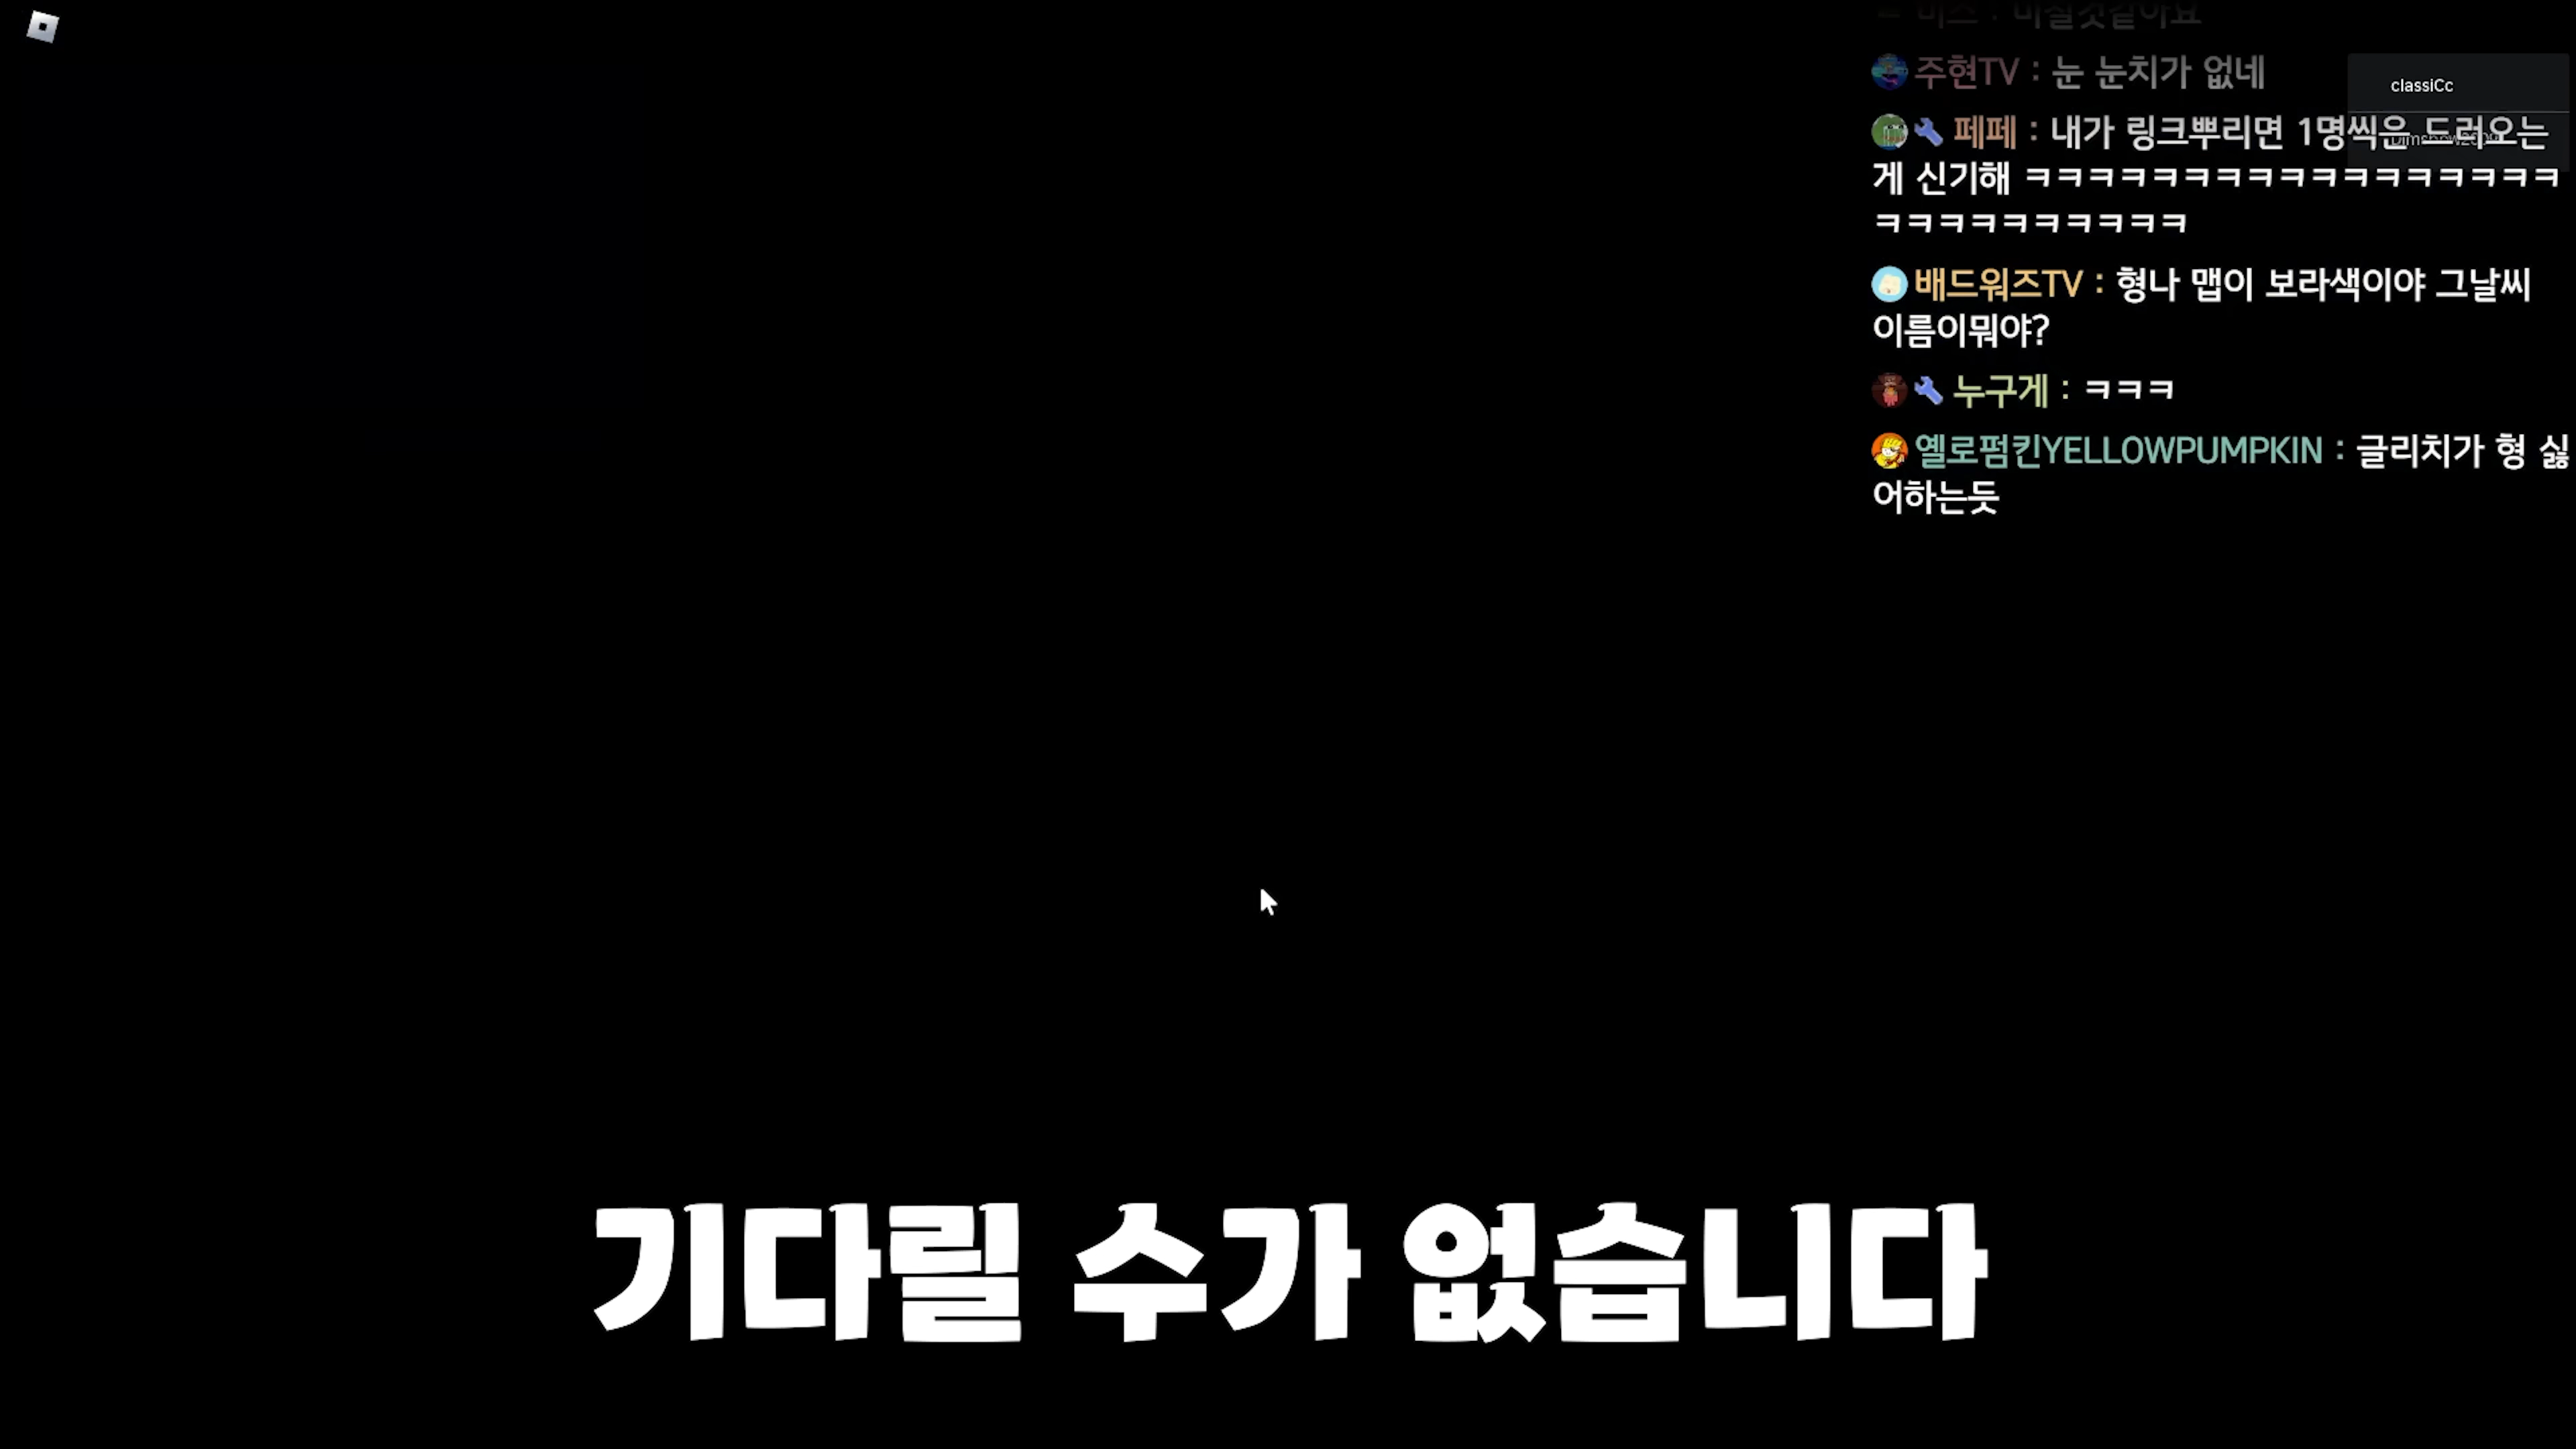 주현TV : 눈 눈치가 없네
classiCc
페페 : 내가 링크뿌리면 1명씩은 드러오는
게 신기해 ㅋㅋㅋㅋㅋㅋㅋㅋㅋㅋㅋㅋㅋㅋㅋㅋㅋ
ㅋㅋㅋㅋㅋㅋㅋㅋㅋㅋ
배드워즈TV : 형나 맵이 보라색이야 그날씨
이름이뭐야?
누구게 : ㅋㅋㅋ
옐로펌킨YELLOWPUMPKIN : 글리치가 형 싫
어하는듯
기다릴 수가 없습니다